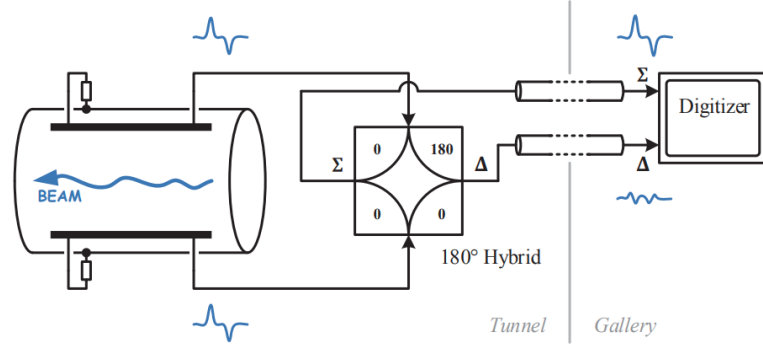 Σ
Digitizer
0
180
Σ
Δ
Δ
BEAM
0
0
180° Hybrid
Tunnel
Gallery